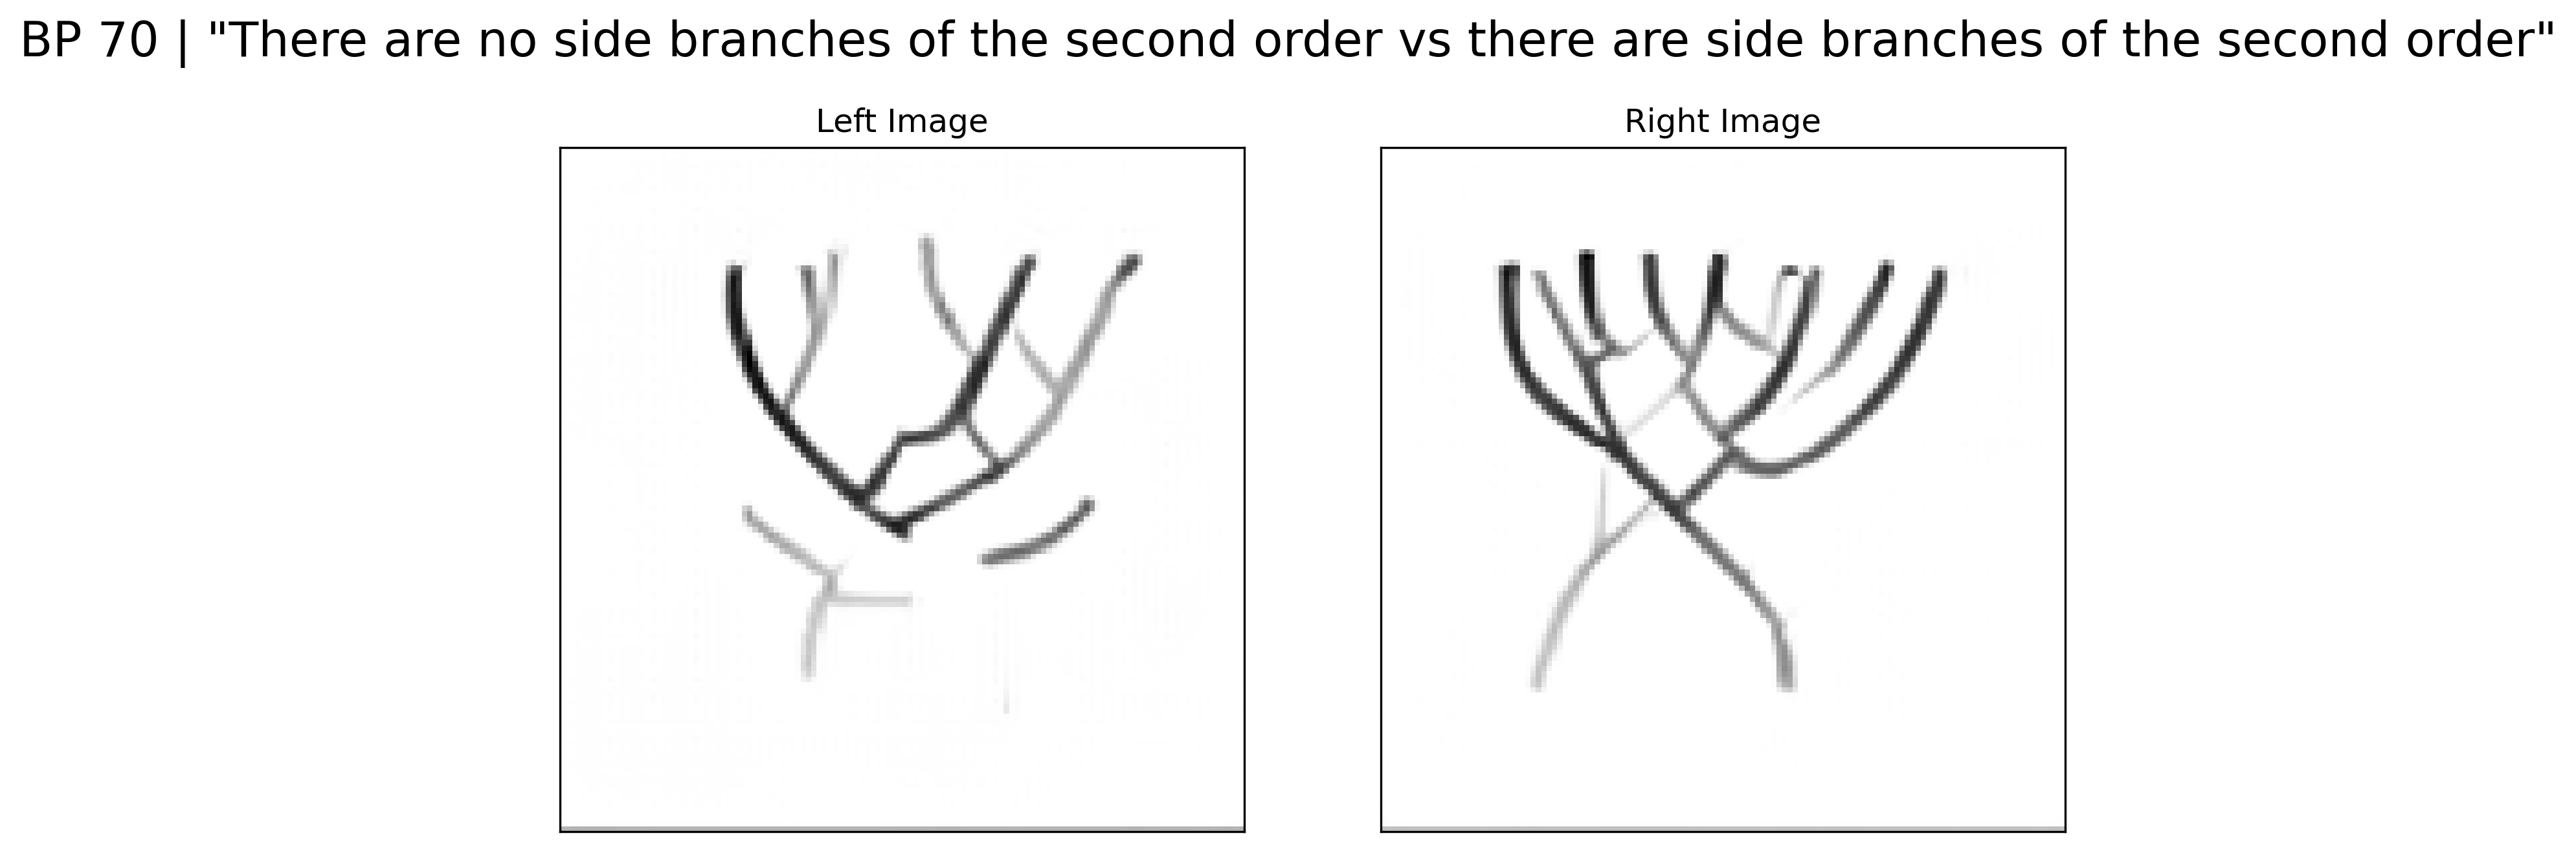 BP 70 | "There are no side branches of the second order vs there are side branches of the second order"
Left Image
Right Image